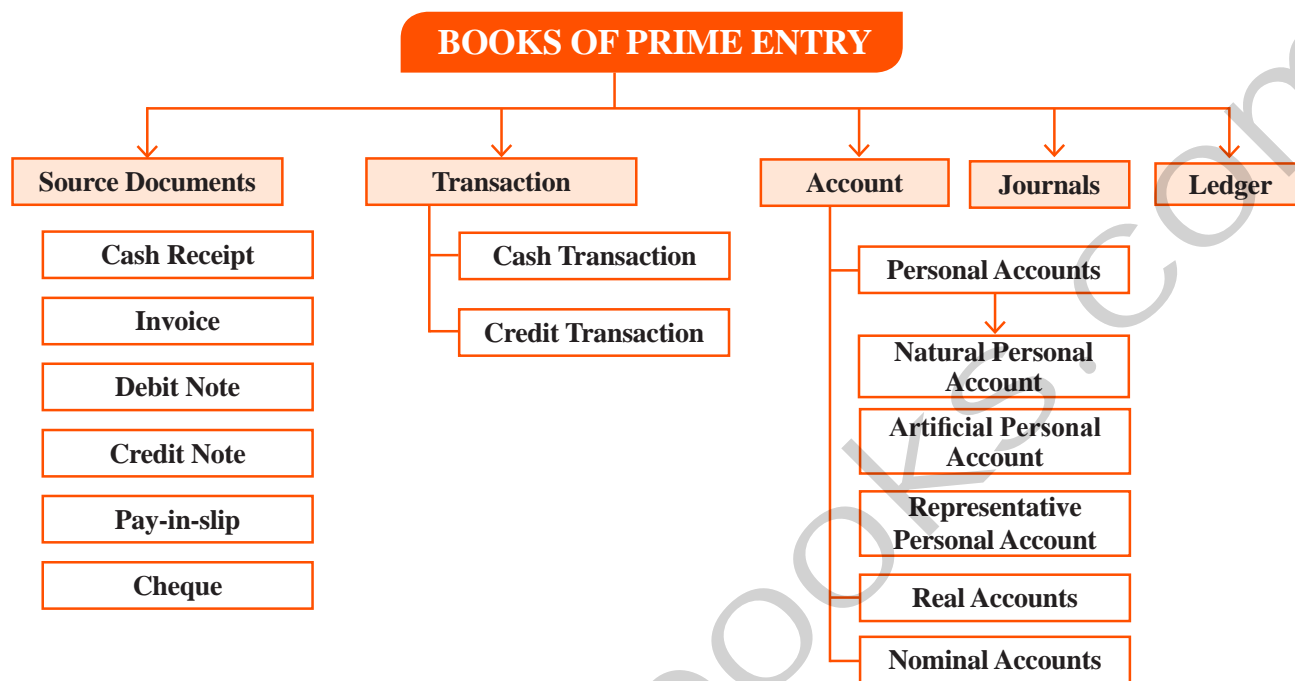 BOOKS OF PRIME ENTRY
Source Documents
Transaction
Account
Journals
Ledger
Cash Receipt
Invoice
Debit Note
Credit Note
Pay-in-slip
Cheque
Cash Transaction
Credit Transaction
Personal Accounts
Natural Personal
Account
Artificial Personal
Account
Representative
Personal Account
Real Accounts
Nominal Accounts
ooks.com